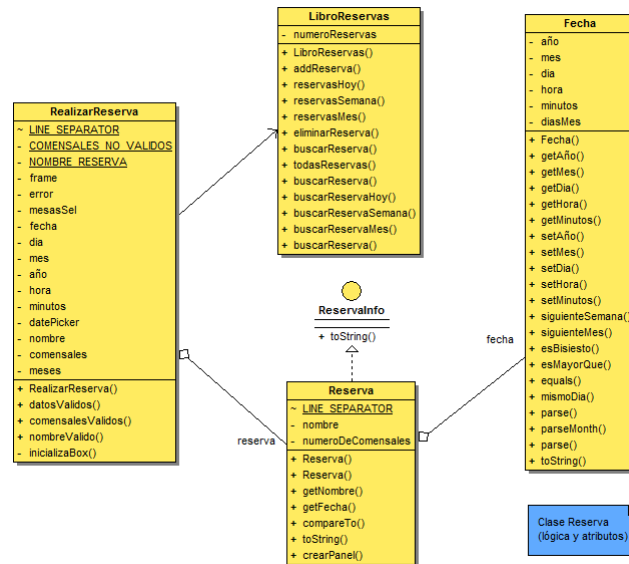 LibroReservas
- numeroReservas
+ LibroReservas()
+ addReserva()
+ reservasHoy()
+ reservasSemana()
+ reservasMes()
+ eliminarReserva()
+ buscarReserva()
+ todasReservas()
+ buscarReserva()
+ buscarReservaHoy()
+ buscarReservaSemana()
+ buscarReservaMes()
+ buscarReserva()
Fecha
- año
- mes
- dia
- hora
- minutos
- diasMes
+ Fecha()
+ getAño()
+ getMes()
+ getDia()
+ getHora()
+ getMinutos()
+ setAño()
+ setMes()
+ setDia()
+ setHora()
+ setMinutos()
+ siguienteSemana()
+ siguienteMes()
+ esBisiesto()
+ esMayorQue()
+ equals()
+ mismoDia()
+ parse()
+ parseMonth()
+ parse()
+ toString()
RealizarReserva
~ LINE_SEPARATOR
- COMENSALES_NO_VALIDOS
- NOMBRE_RESERVA
- frame
- error
- mesasSel
- fecha
- dia
- mes
- año
- hora
- minutos
- datePicker
- nombre
- comensales
- meses
+ RealizarReserva()
+ datosValidos()
+ comensalesValidos()
+ nombreValido()
- inicializaBox()
ReservaInfo
+ toString()
fecha
reserva
Reserva
~ LINE_SEPARATOR
- nombre
- numeroDeComensales
+ Reserva()
+ Reserva()
+ getNombre()
+ getFecha()
+ compareTo()
+ toString()
+ crearPanel()
Clase Reserva
(lógica y atributos)